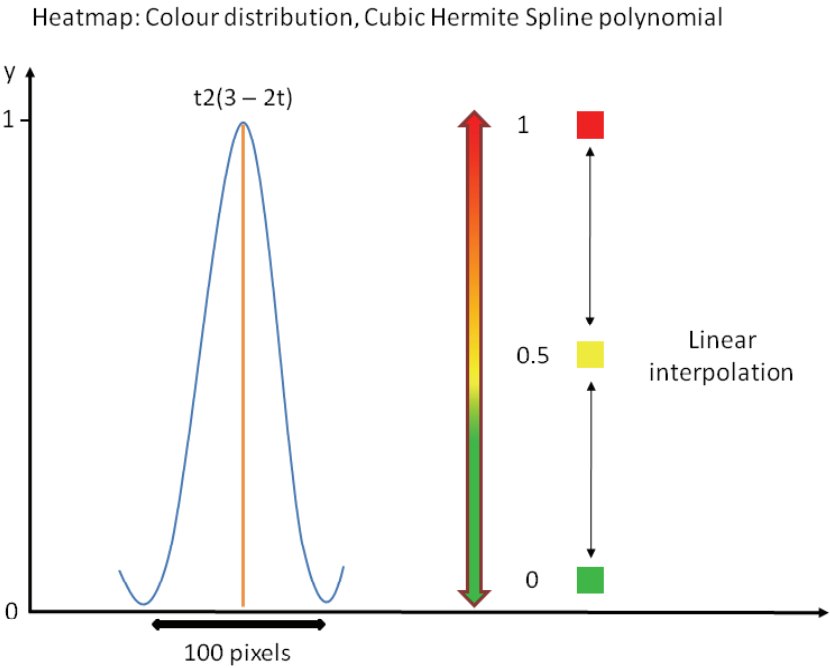 Heatmap: Colour distribution, Cubic Hermite Spline polynomial
y
t2(3 – 2t)
1
1
0.5
Linear
interpolation
0
0
100 pixels